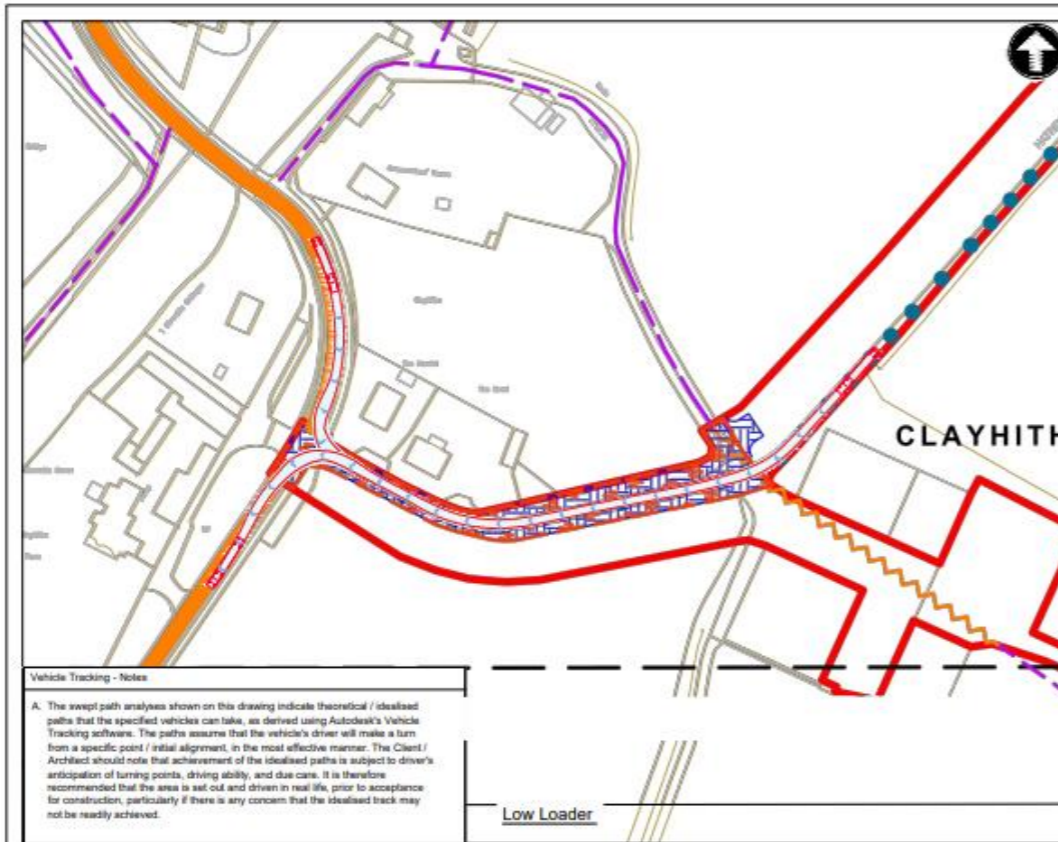 CLAYHITH
Vehicle Tracking - Notes
A. The swept path analyses shown on this drawing indicate theoretical / idealised
paths that the specified vehicles can take, as derived using Autodesk's Vehicle
Tracking software. The paths assume that the vehicle's driver will make a turn
from a specific point / initial alignment, in the most effective manner. The Client /
Architect should note that achievement of the idealised paths is subject to driver's
anticipation of turning points, driving ability, and due care. It is therefore
recommended that the area is set out and driven in real life, prior to acceptance
for construction, particularly if there is any concern that the idealised track may
not be readily achieved.
Low Loader